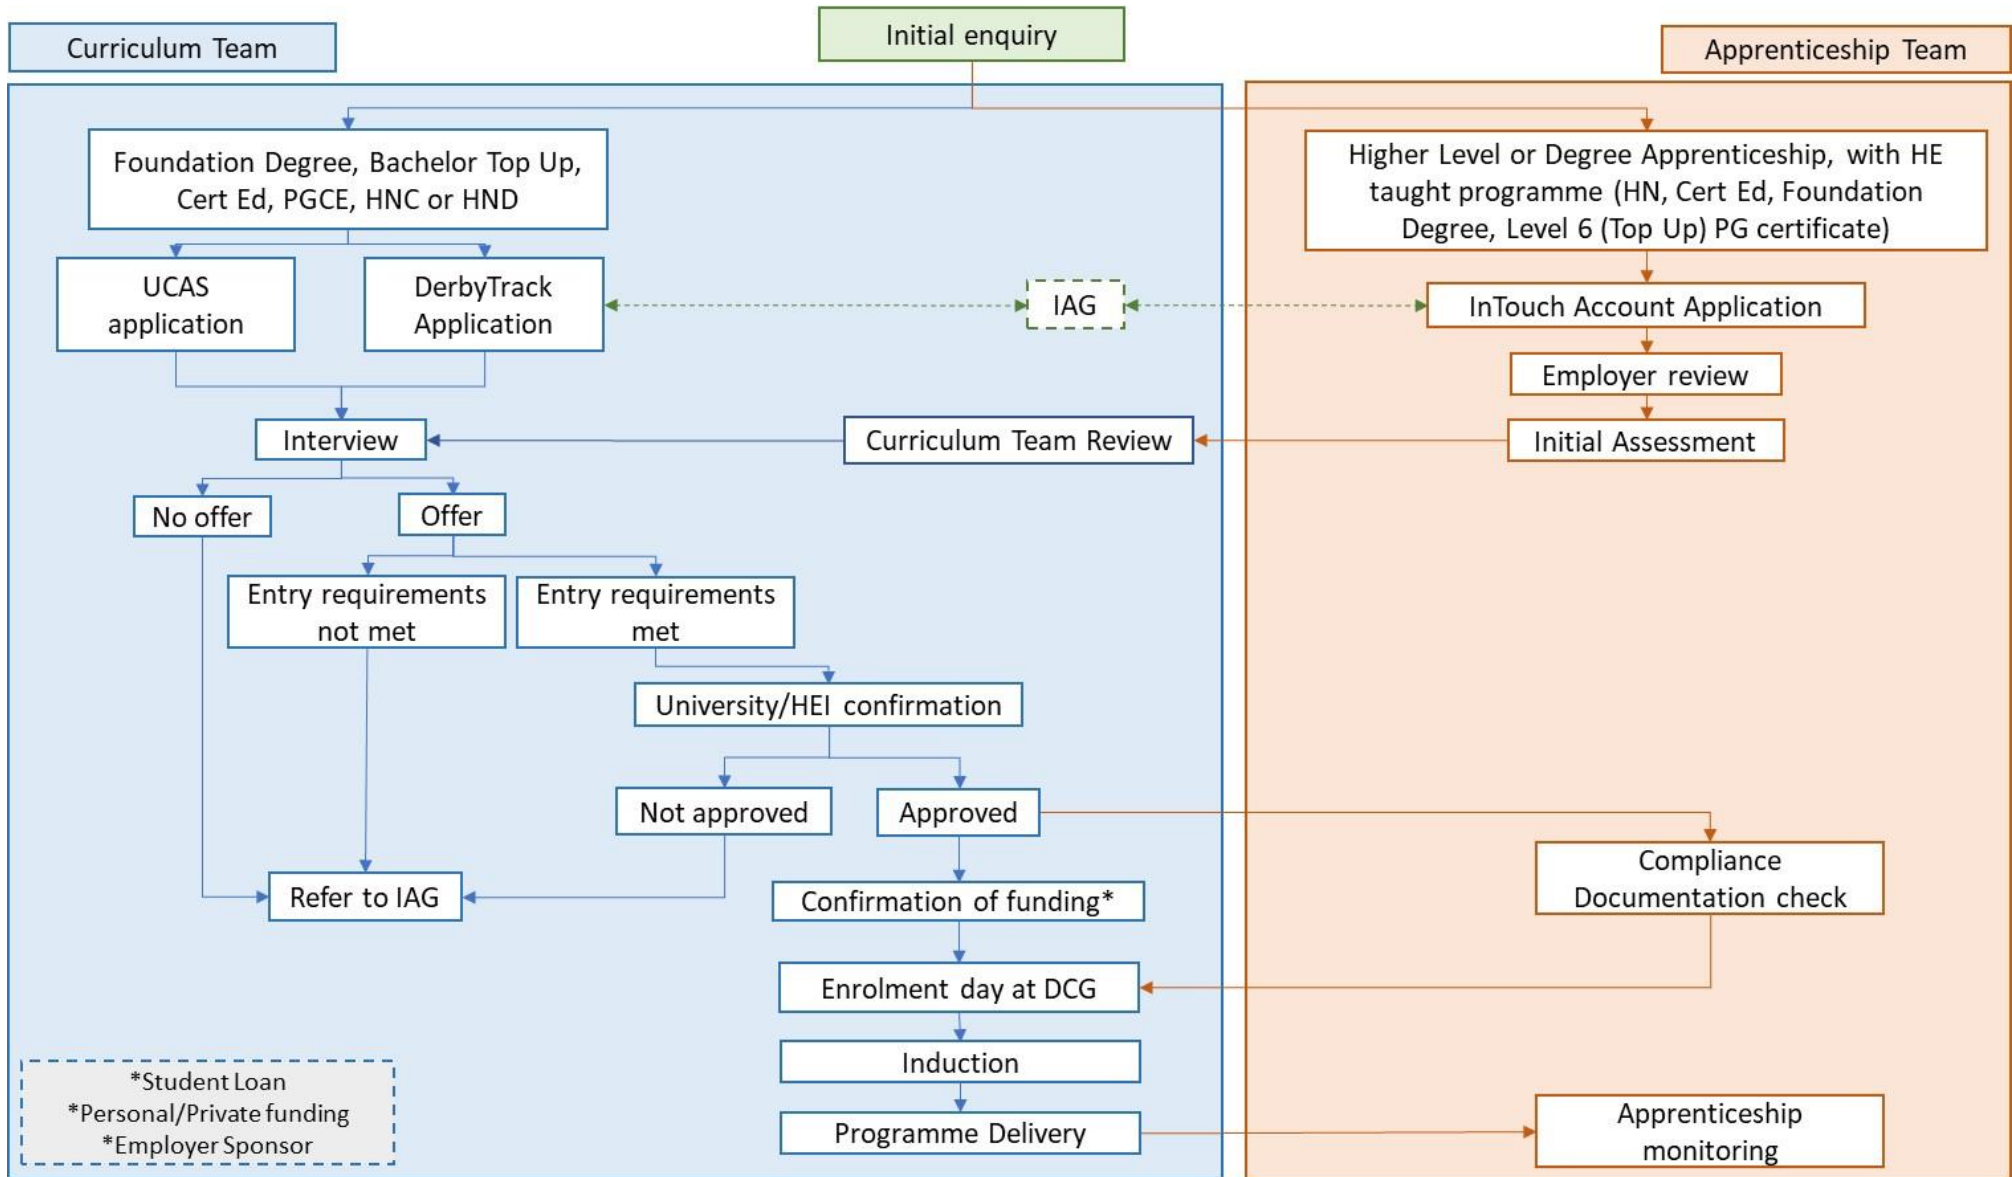 Initial enquiry
Curriculum Team
Apprenticeship Team
Foundation Degree, Bachelor Top Up,
Cert Ed, PGCE, HNC or HND
Higher Level or Degree Apprenticeship, with HE
taught programme (HN, Cert Ed, Foundation
Degree, Level 6 (Top Up) PG certificate)
UCAS
application
DerbyTrack
Application
IAG
InTouch Account Application
Employer review
Interview
Curriculum Team Review
Initial Assessment
No offer
Offer
Entry requirements
not met
Entry requirements
met
University/HEI confirmation
Not approved
Approved
Compliance
Documentation check
Refer to IAG
Confirmation of funding*
Enrolment day at DCG
Induction
*Student Loan
*Personal/Private funding
*Employer Sponsor
Programme Delivery
Apprenticeship
monitoring